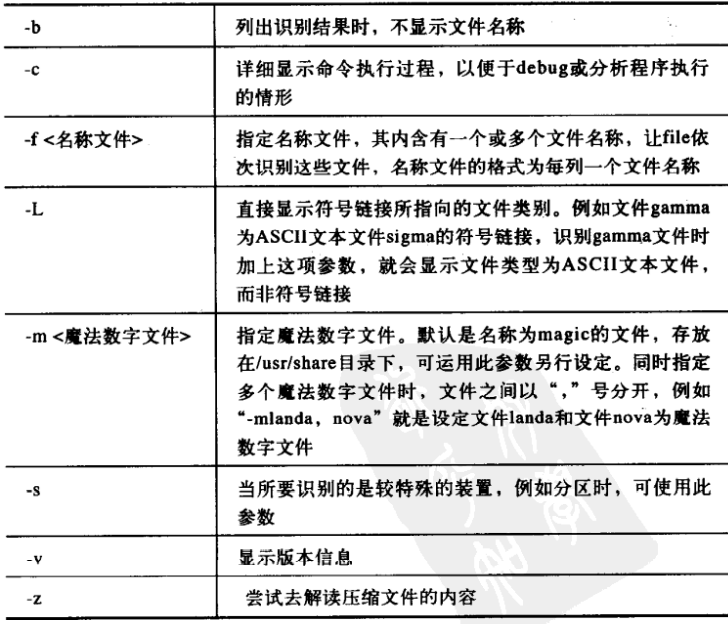 -b 列出识别结果时，不显示文件名称
-c 详细显示命令执行过程，以便于debug或分析程序执行
的情形
-f <名称文件> 指定名称文件，其内含有一个或多个文件名称，让file依
次识别这些文件，名称文件的格式为每列一个文件名称
-L 直接显示符号链接所指向的文件类别。例如文件gamma
为ASCII文本文件sigma的符号链接，识别gamma文件时
加上这项参数，就会显示文件类型为ASCII文本文件，
而非符号链接
-m <魔法数字文件> 指定魔法数字文件。默认是名称为magic的文件，存放
在/usr/share目录下，可运用此参数另行设定。同时指定
多个魔法数字文件时，文件之间以“,”号分开，例如
“-mlanda，nova”就是设定文件landa和文件nova为魔法
数字文件
-s 当所要识别的是较特殊的装置，例如分区时，可使用此
参数
-v 显示版本信息
-z 尝试去解读压缩文件的内容